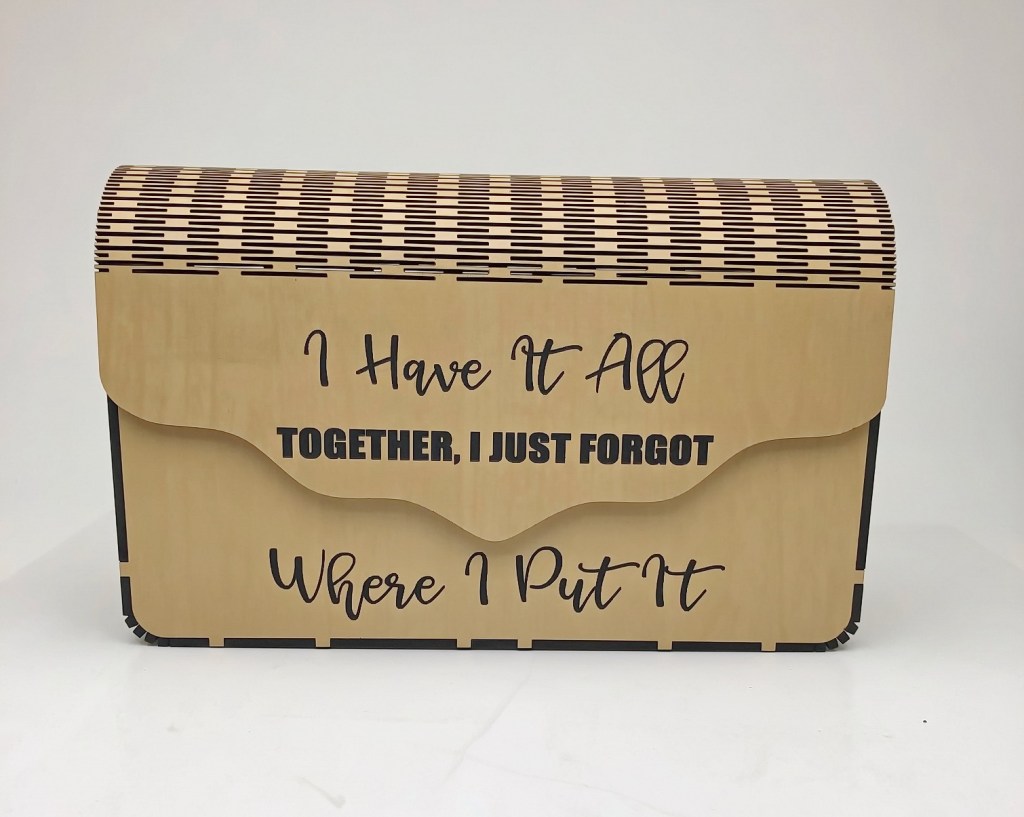 I Have It All
TOGETHER, I JUST FORGOT
Where I Put It